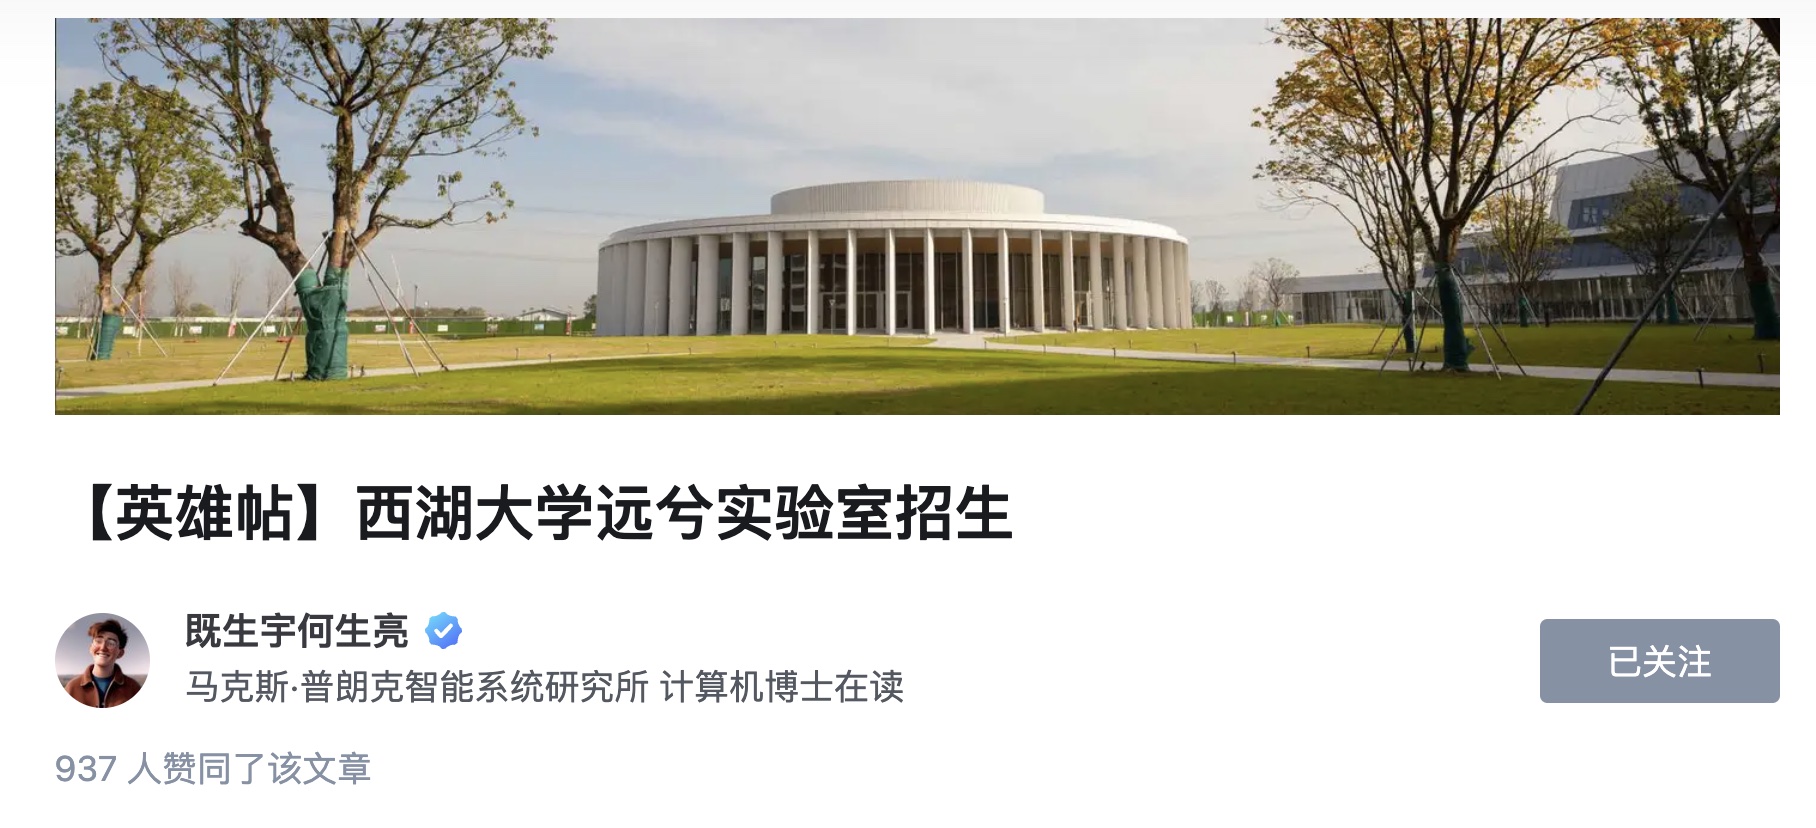 【英雄帖】西湖大学远兮实验室招生
既生宇何生亮
马克斯·普朗克智能系统研究所 计算机博士在读
已关注
937 人赞同了该文章